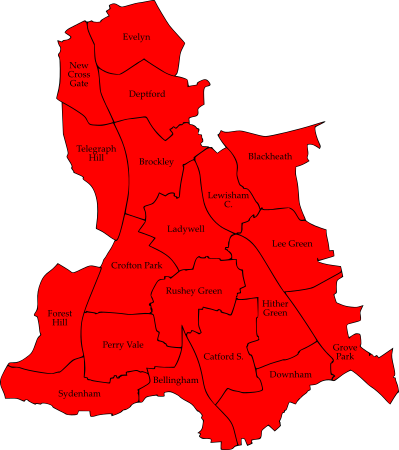 Evelyn
New
Cross
Gate
Deptford
Telegraph
Hill
Brockley
Blackheath
Lewisham
C.
Ladywell
Lee Green
Crofton Park
Rushey Green
Hither
Green
Forest
Hill
Perry Vale
Catford S.
Grove
Park
Bellingham
Downham
Sydenham